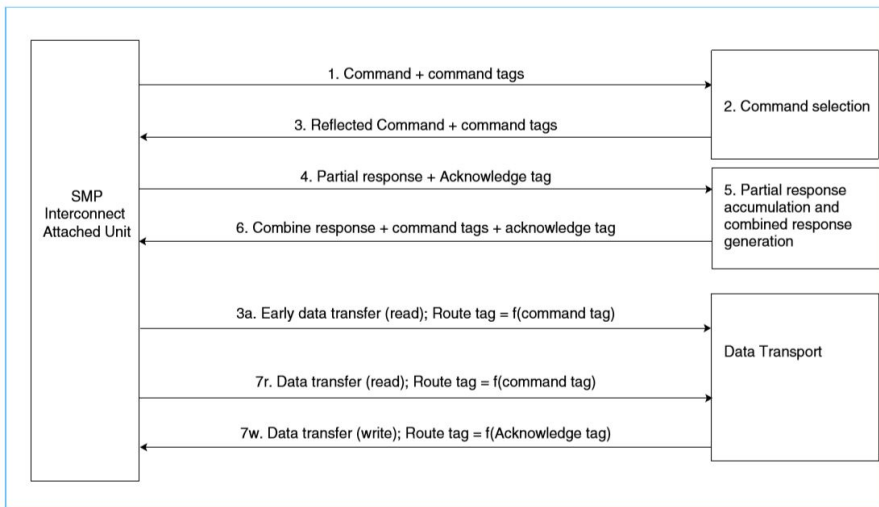 1. Command + command tags
2. Command selection
3. Reflected Command + command tags
4. Partial response + Acknowledge tag
SMP
Interconnect
Attached Unit
5. Partial response
accumulation and
combined response
generation
6. Combine response + command tags + acknowledge tag
3a. Early data transfer (read); Route tag = f(command tag)
Data Transport
7r. Data transfer (read); Route tag = f(command tag)
7w. Data transfer (write); Route tag = f(Acknowledge tag)